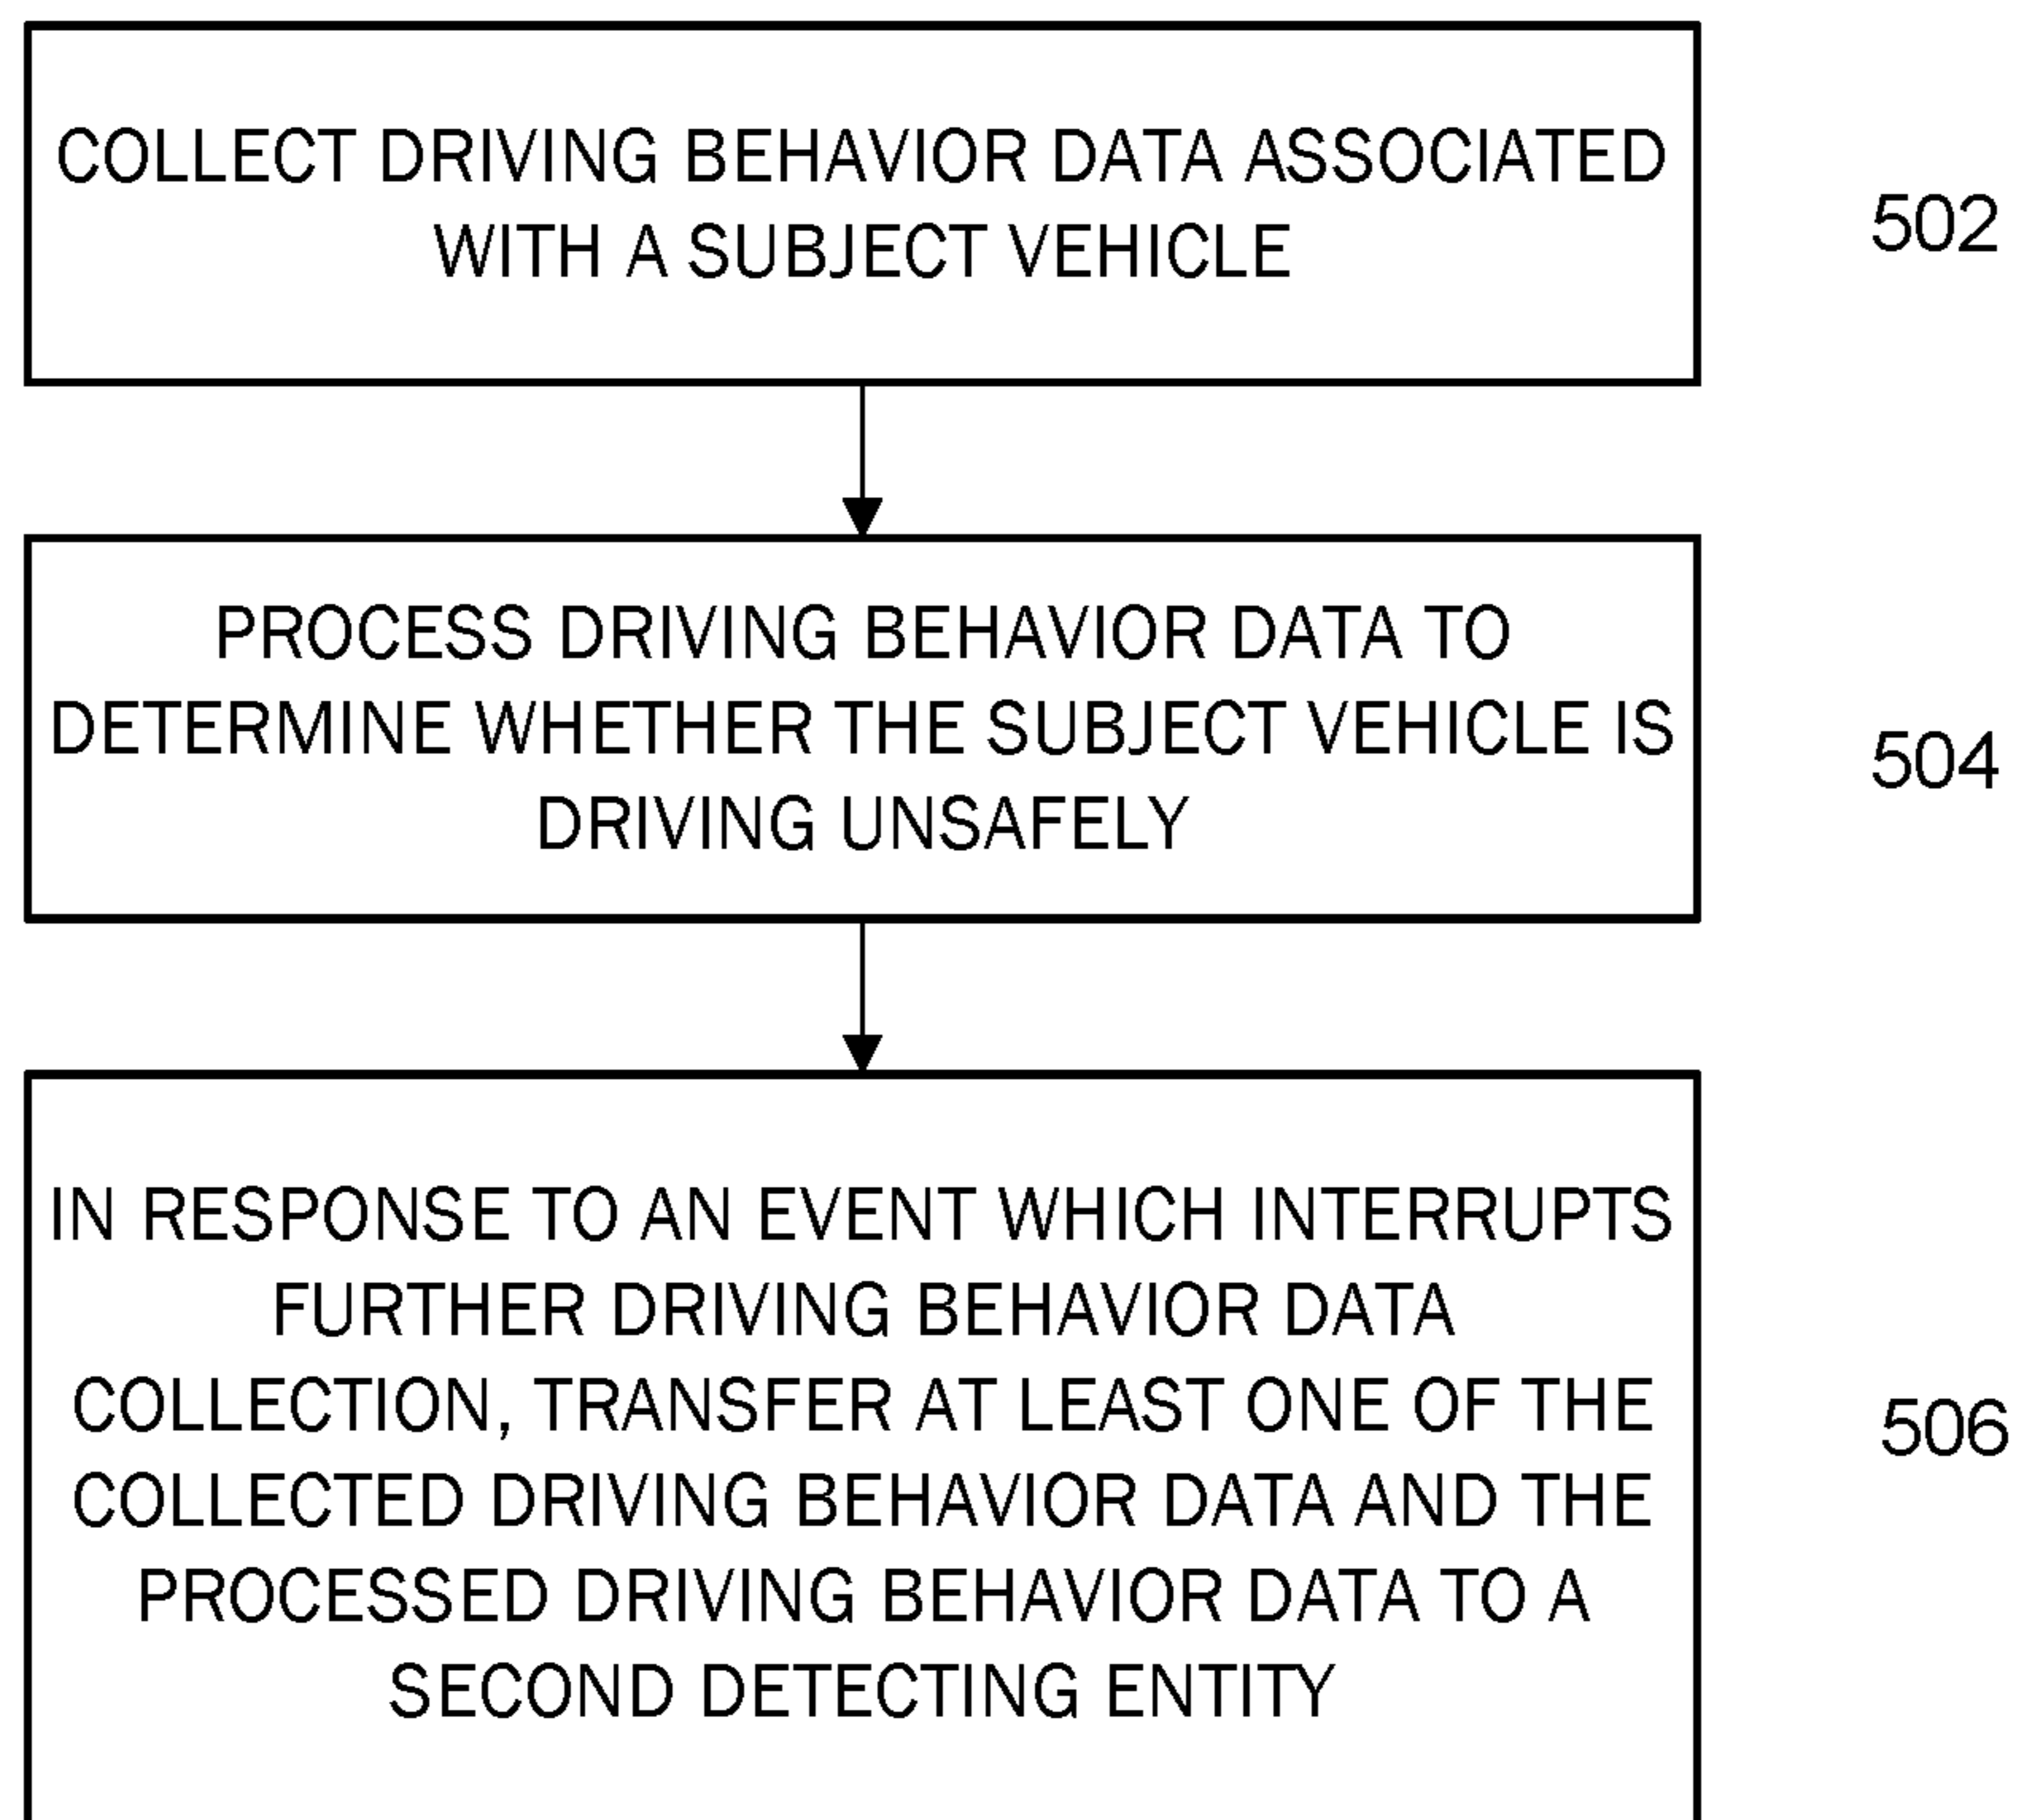 COLLECT DRIVING BEHAVIOR DATA ASSOCIATED
WITH A SUBJECT VEHICLE
502
PROCESS DRIVING BEHAVIOR DATA TO
DETERMINE WHETHER THE SUBJECT VEHICLE IS
DRIVING UNSAFELY
504
IN RESPONSE TO AN EVENT WHICH INTERRUPTS
FURTHER DRIVING BEHAVIOR DATA
COLLECTION, TRANSFER AT LEAST ONE OF THE
COLLECTED DRIVING BEHAVIOR DATA AND THE
PROCESSED DRIVING BEHAVIOR DATA TO A
SECOND DETECTING ENTITY
506